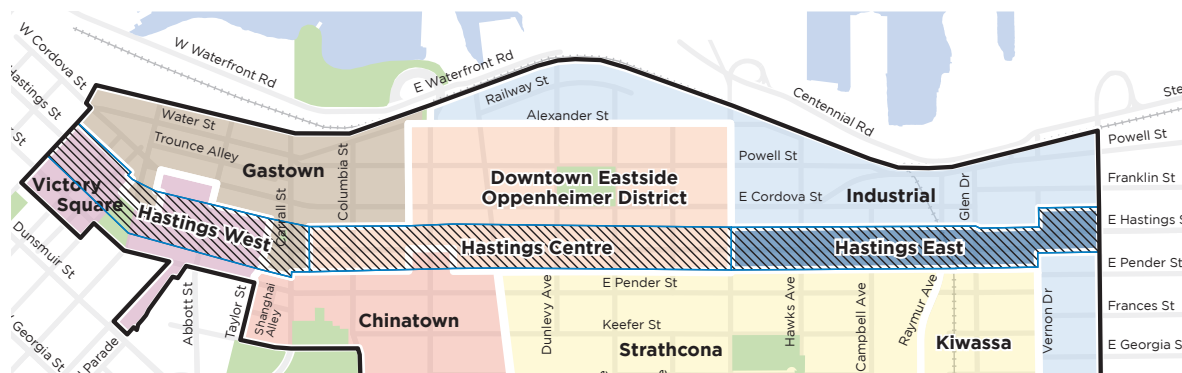 W Cordova St
W Waterfront Rd
E Waterfront Rd
Railway St
Alexander St
Centennial Rd
Hastings St
Water St
Trounce Alley
Gastown
Columbia St
Carrall St
Downtown Eastside
Oppenheimer District
Powell St
E Cordova St
Industrial
Glen Dr
Powell St
Franklin St
E Hastings St
E Pender St
Frances St
E Georgia St
Victory
Square
Hastings West
Hastings Centre
Hastings East
Dunsmuir St
Abbott St
Taylor St
Shanghai
Alley
Chinatown
Dunlevy Ave
E Pender St
Keefer St
Strathcona
Hawks Ave
Campbell Ave
Raymur Ave
Kiwassa
Vernon Dr
Georgia St
Parade